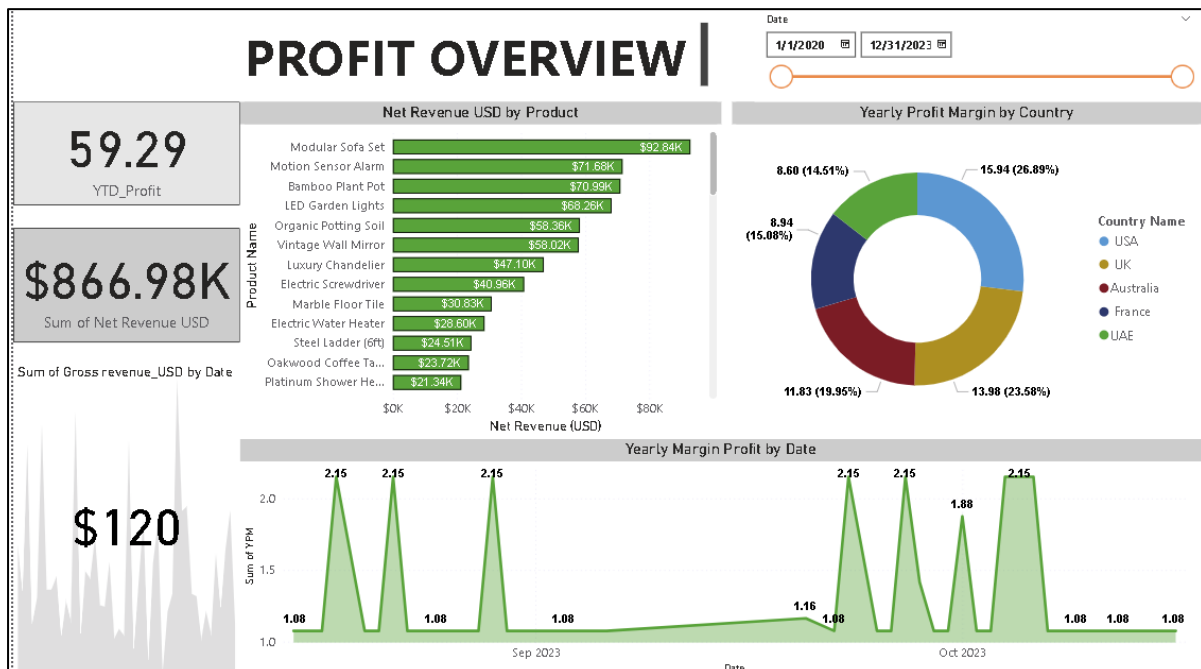 PROFIT OVERVIEW
Date
1/1/2020
12/31/2023
59.29
YTD_Profit
$866.98K
Sum of Net Revenue USD
Sum of Gross revenue_USD by Date
$120
Net Revenue USD by Product
Product Name
Modular Sofa Set
$92.84K
Motion Sensor Alarm
$71.68K
Bamboo Plant Pot
$70.99K
LED Garden Lights
$68.26K
Organic Potting Soil
$58.36K
Vintage Wall Mirror
$58.02K
Luxury Chandelier
$47.10K
Electric Screwdriver
$40.96K
Marble Floor Tile
$30.83K
Electric Water Heater
$28.60K
Steel Ladder (6ft)
$24.51K
Oakwood Coffee Ta...
$23.72K
Platinum Shower He...
$21.34K
$0K $20K $40K $60K $80K
Net Revenue (USD)
Yearly Profit Margin by Country
8.60 (14.51%)
15.94 (26.89%)
8.94
(15.08%)
11.83 (19.95%)
13.98 (23.58%)
Country Name
USA
UK
Australia
France
UAE
Yearly Margin Profit by Date
Sum of YPM
2.0
1.5
1.0
2.15 2.15 2.15 2.15 2.15 2.15
1.88
1.16
1.08 1.08 1.08 1.08 1.08 1.08 1.08
Sep 2023 Oct 2023
Date